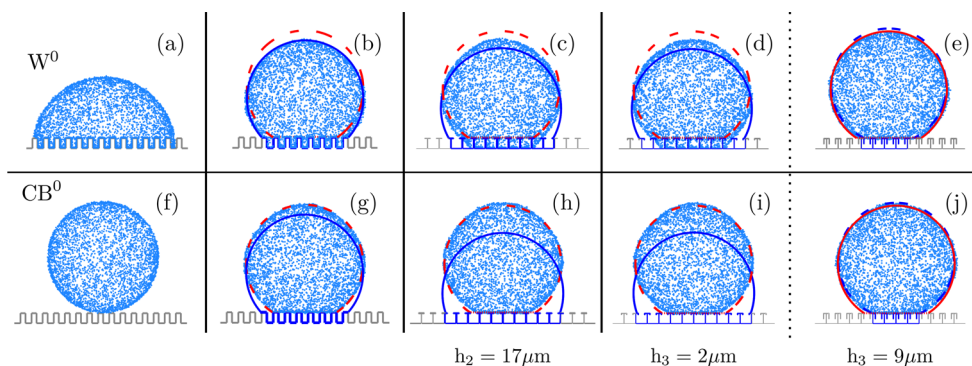 W⁰ (a) (b) (c) (d) (e)
CB⁰ (f) (g) (h) (i) (j)
h₂ = 17μm h₃ = 2μm h₃ = 9μm